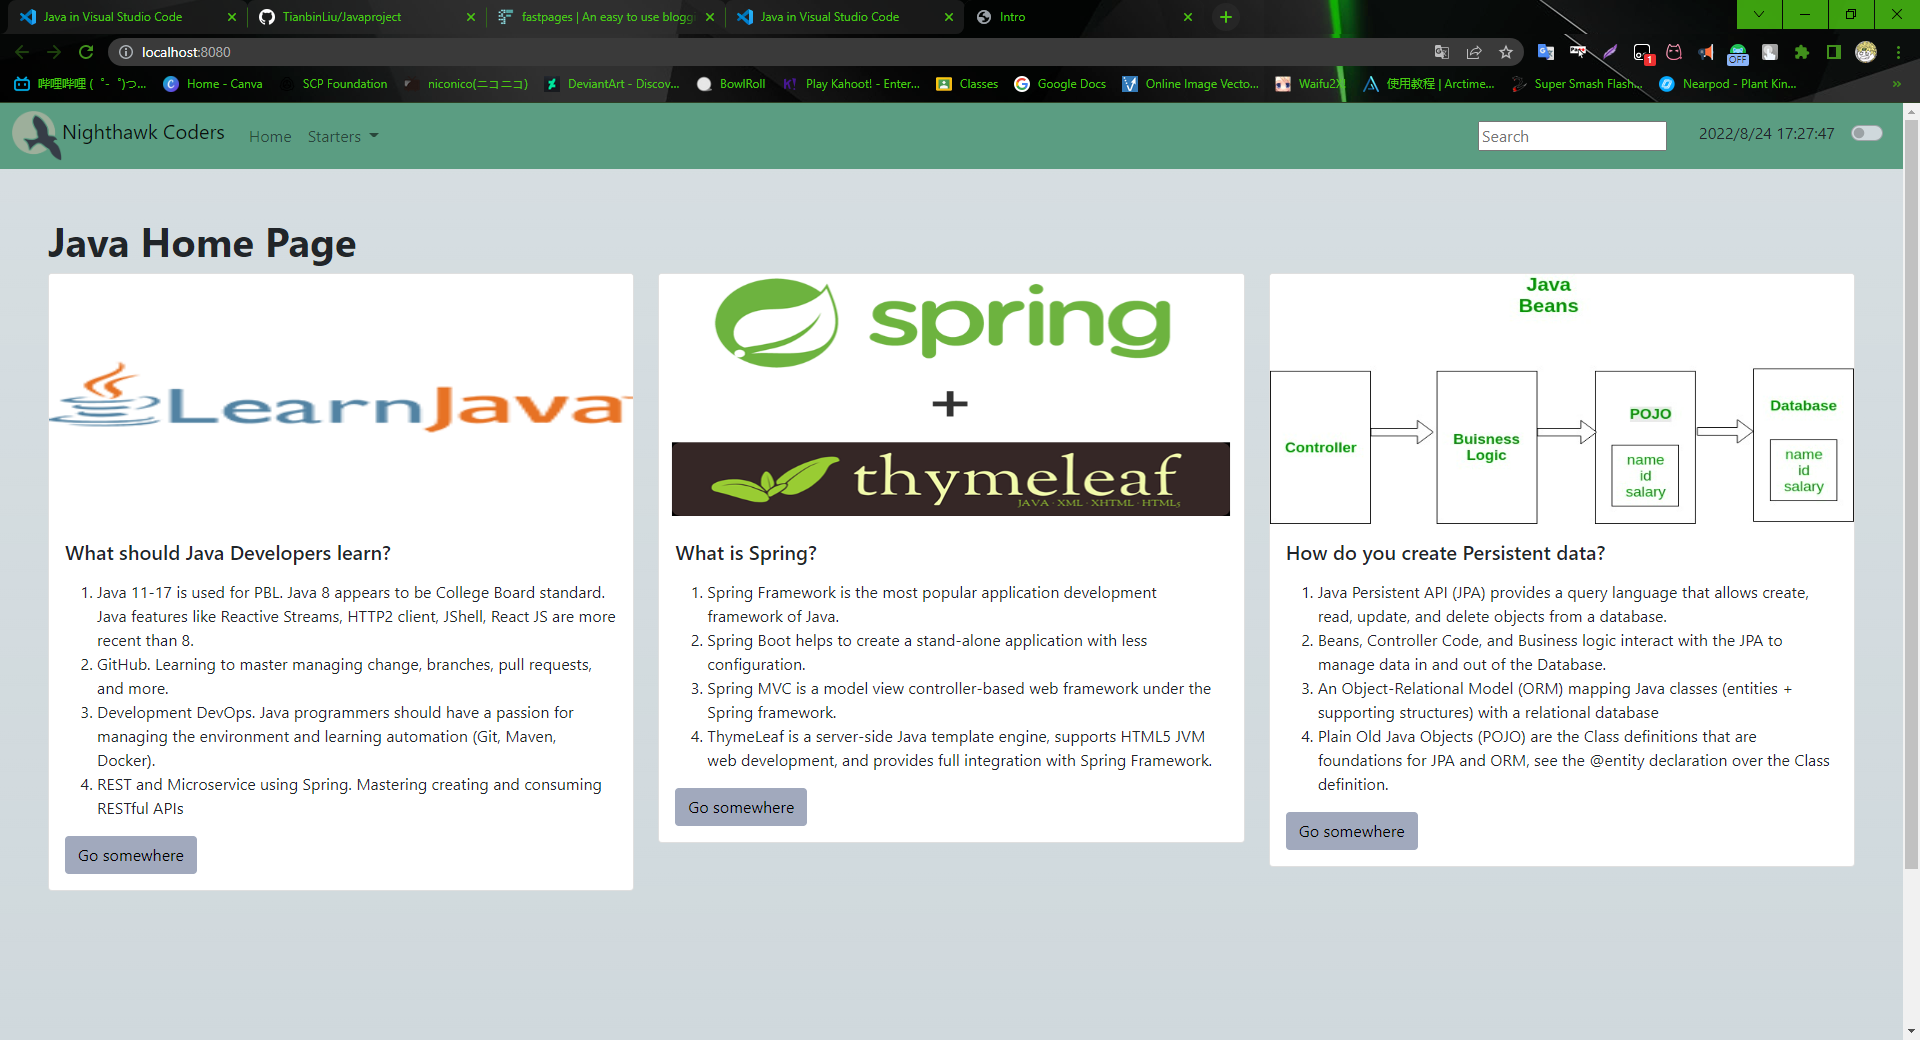 Java in Visual Studio Code
TianbinLiu/Javaproject
fastpages | An easy to use blogg
Java in Visual Studio Code
Intro
localhost:8080
1
OFF
Home - Canva
SCP Foundation
niconico(ニコニコ)
DeviantArt - Discov...
BowlRoll
Play Kahoot! - Enter...
Classes
Google Docs
Online Image Vecto...
Waifu2X
使用教程 | Arctime...
Super Smash Flash...
Nearpod - Plant Kin...
Nighthawk Coders
Home
Starters
Search
2022/8/24 17:27:47
Java Home Page
LearnJava
What should Java Developers learn?
1. Java 11-17 is used for PBL. Java 8 appears to be College Board standard.
Java features like Reactive Streams, HTTP2 client, JShell, React JS are more
recent than 8.
2. GitHub. Learning to master managing change, branches, pull requests,
and more.
3. Development DevOps. Java programmers should have a passion for
managing the environment and learning automation (Git, Maven,
Docker).
4. REST and Microservice using Spring. Mastering creating and consuming
RESTful APIs
Go somewhere
spring
+
thymeleaf
JAVA · XML · XHTML · HTML5
What is Spring?
1. Spring Framework is the most popular application development
framework of Java.
2. Spring Boot helps to create a stand-alone application with less
configuration.
3. Spring MVC is a model view controller-based web framework under the
Spring framework.
4. ThymeLeaf is a server-side Java template engine, supports HTML5 JVM
web development, and provides full integration with Spring Framework.
Go somewhere
Java
Beans
Controller
Buisness
Logic
POJO
name
id
salary
Database
name
id
salary
How do you create Persistent data?
1. Java Persistent API (JPA) provides a query language that allows create,
read, update, and delete objects from a database.
2. Beans, Controller Code, and Business logic interact with the JPA to
manage data in and out of the Database.
3. An Object-Relational Model (ORM) mapping Java classes (entities +
supporting structures) with a relational database
4. Plain Old Java Objects (POJO) are the Class definitions that are
foundations for JPA and ORM, see the @entity declaration over the Class
definition.
Go somewhere